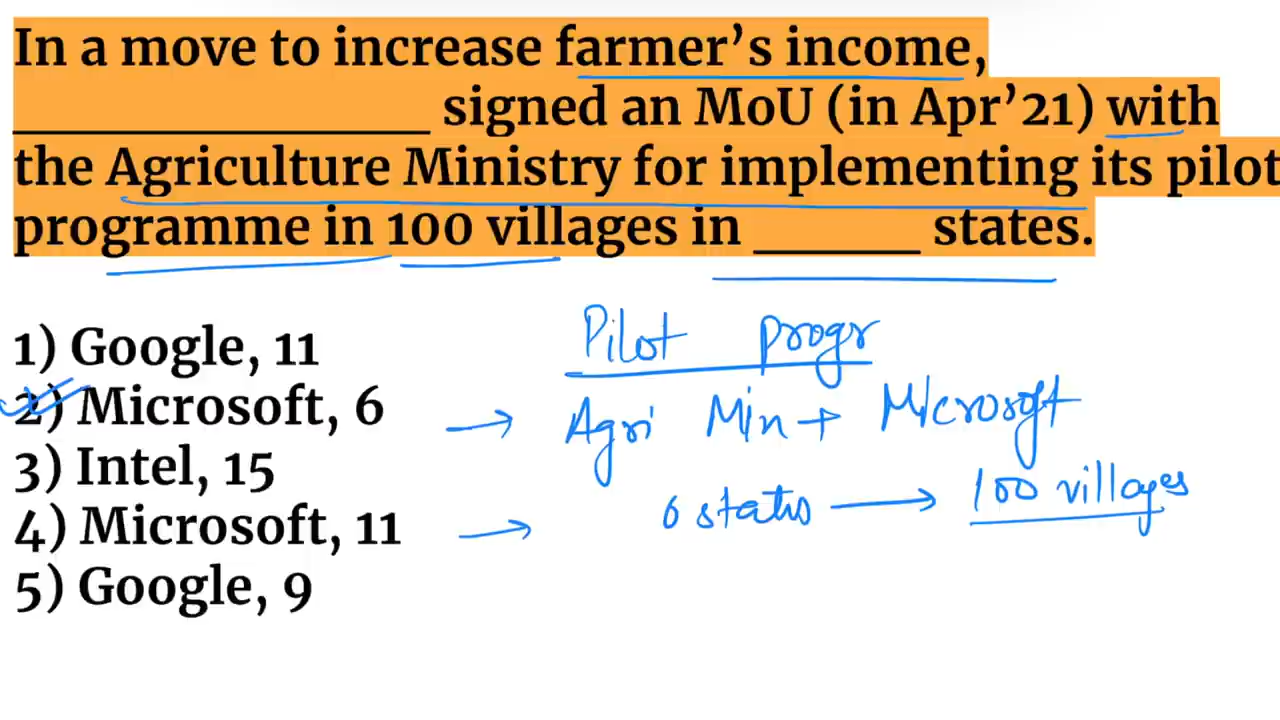 In a move to increase farmer’s income,
________________ signed an MoU (in Apr’21) with
the Agriculture Ministry for implementing its pilot
programme in 100 villages in ______ states.
1) Google, 11
2) Microsoft, 6
3) Intel, 15
4) Microsoft, 11
5) Google, 9
Pilot progr
→ Agri Min + Microsoft
→ 6 states → 100 villages